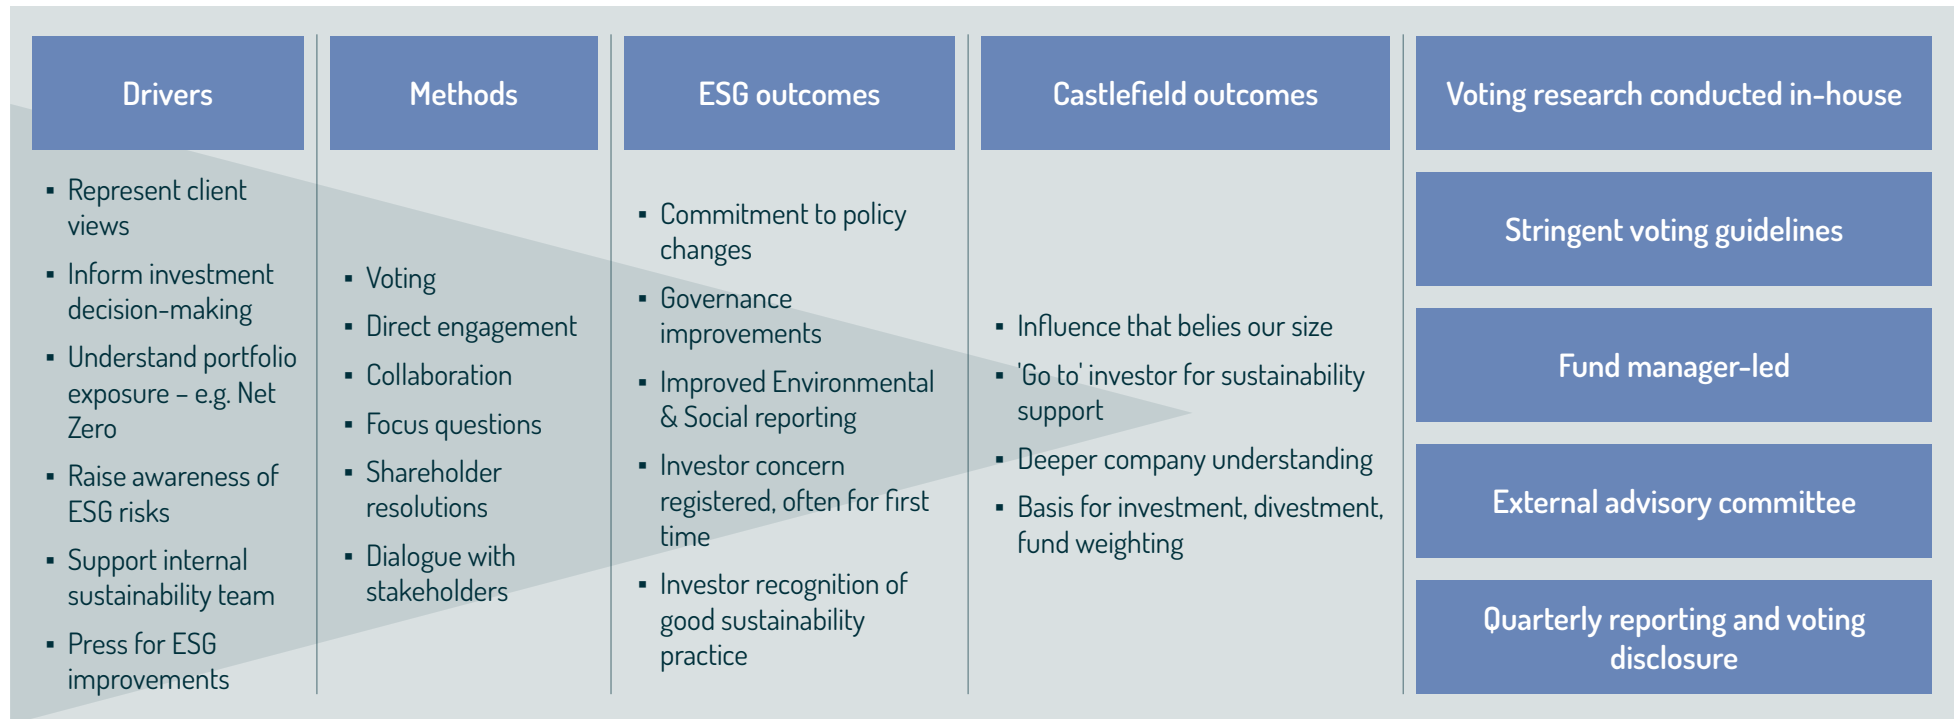 Drivers
▪ Represent client
views
▪ Inform investment
decision-making
▪ Understand portfolio
exposure – e.g. Net
Zero
▪ Raise awareness of
ESG risks
▪ Support internal
sustainability team
▪ Press for ESG
improvements
Methods
▪ Voting
▪ Direct engagement
▪ Collaboration
▪ Focus questions
▪ Shareholder
resolutions
▪ Dialogue with
stakeholders
ESG outcomes
▪ Commitment to policy
changes
▪ Governance
improvements
▪ Improved Environmental
& Social reporting
▪ Investor concern
registered, often for first
time
▪ Investor recognition of
good sustainability
practice
Castlefield outcomes
▪ Influence that belies our size
▪ 'Go to' investor for sustainability
support
▪ Deeper company understanding
▪ Basis for investment, divestment,
fund weighting
Voting research conducted in-house
Stringent voting guidelines
Fund manager-led
External advisory committee
Quarterly reporting and voting
disclosure